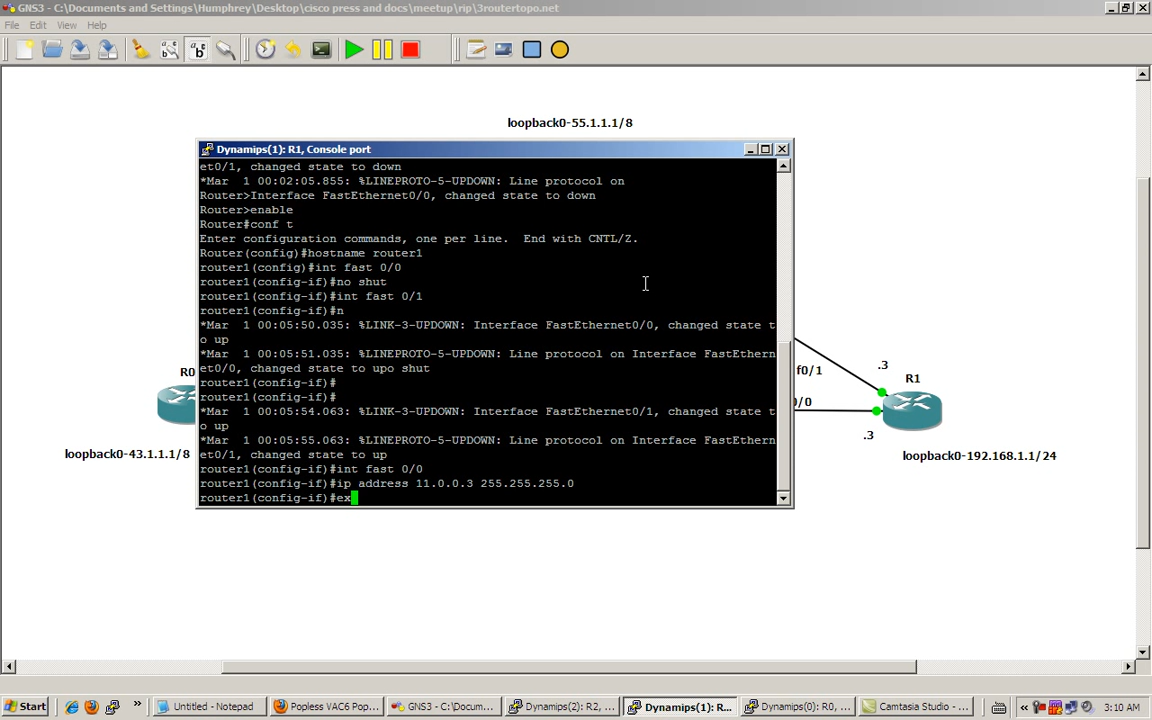 GNS3 - C:\Documents and Settings\Humphrey\Desktop\cisco press and docs\meetup\rip\3routertopo.net
File Edit View Help
loopback0-55.1.1.1/8
Dynamips(1): R1, Console port
et0/1, changed state to down
*Mar  1 00:02:05.855: %LINEPROTO-5-UPDOWN: Line protocol on
Router>Interface FastEthernet0/0, changed state to down
Router>enable
Router#conf t
Enter configuration commands, one per line.  End with CNTL/Z.
Router(config)#hostname router1
router1(config)#int fast 0/0
router1(config-if)#no shut
router1(config-if)#int fast 0/1
router1(config-if)#n
*Mar  1 00:05:50.035: %LINK-3-UPDOWN: Interface FastEthernet0/0, changed state t
o up
*Mar  1 00:05:51.035: %LINEPROTO-5-UPDOWN: Line protocol on Interface FastEthern
et0/0, changed state to upo shut
router1(config-if)#
router1(config-if)#
*Mar  1 00:05:54.063: %LINK-3-UPDOWN: Interface FastEthernet0/1, changed state t
o up
*Mar  1 00:05:55.063: %LINEPROTO-5-UPDOWN: Line protocol on Interface FastEthern
et0/1, changed state to up
router1(config-if)#int fast 0/0
router1(config-if)#ip address 11.0.0.3 255.255.255.0
router1(config-if)#ex
R0
loopback0-43.1.1.1/8
f0/1
.3
R1
/0
.3
loopback0-192.168.1.1/24
Start
Untitled - Notepad
Popless VAC6 Pop...
GNS3 - C:\Docum...
Dynamips(2): R2, ...
Dynamips(1): R...
Dynamips(0): R0, ...
Camtasia Studio - ...
3:10 AM